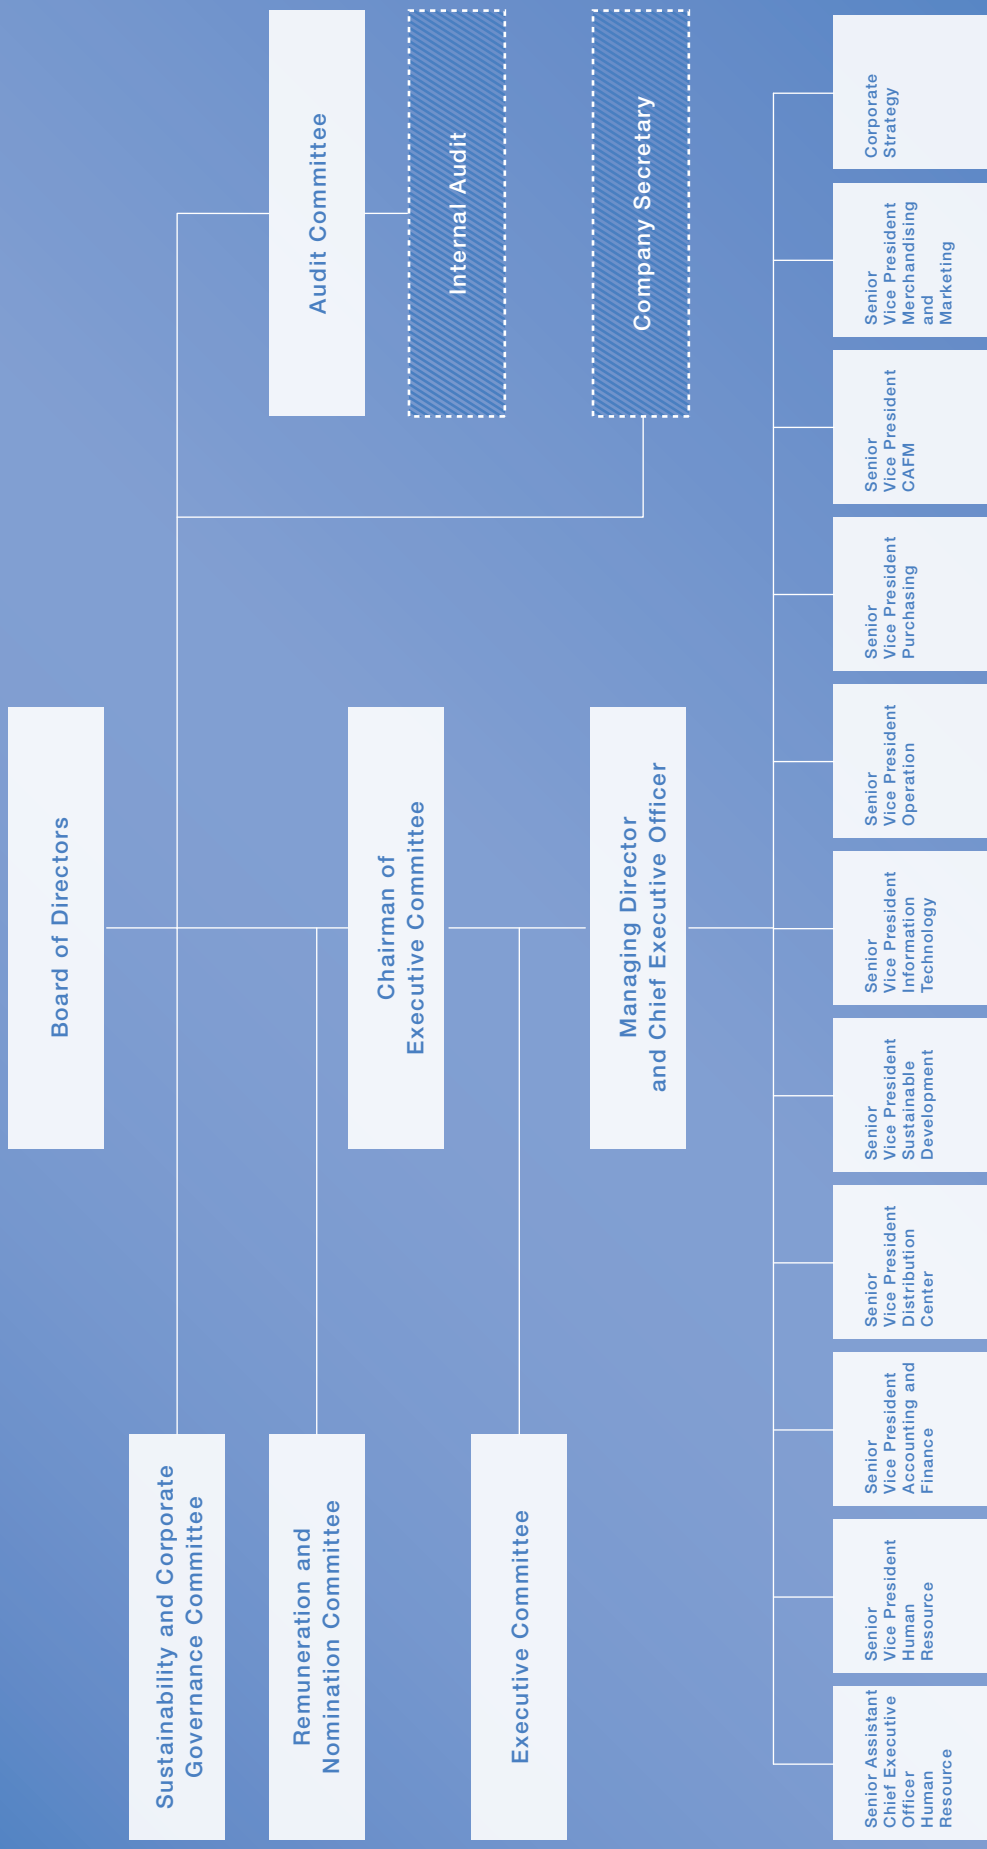 Board of Directors
Sustainability and Corporate
Governance Committee
Audit Committee
Remuneration and
Nomination Committee
Chairman of
Executive Committee
Internal Audit
Executive Committee
Managing Director
and Chief Executive Officer
Company Secretary
Senior Assistant
Chief Executive
Officer
Human
Resource
Senior
Vice President
Human
Resource
Senior
Vice President
Accounting and
Finance
Senior
Vice President
Distribution
Center
Senior
Vice President
Sustainable
Development
Senior
Vice President
Information
Technology
Senior
Vice President
Operation
Senior
Vice President
Purchasing
Senior
Vice President
CAFM
Senior
Vice President
Merchandising
and
Marketing
Corporate
Strategy